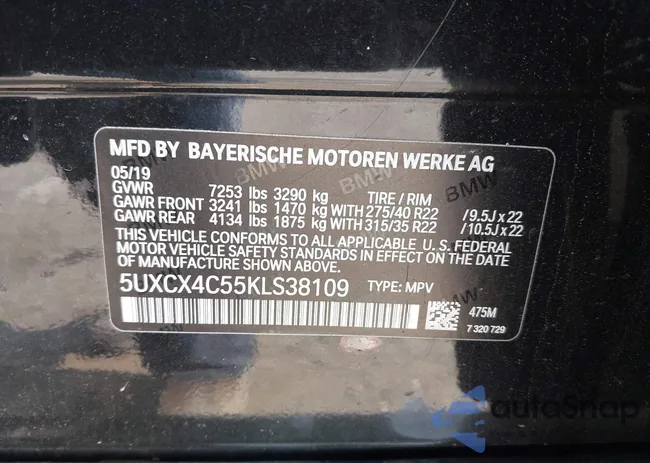 MFD BY BAYERISCHE MOTOREN WERKE AG
05/19
GVWR 7253 lbs 3290 kg TIRE / RIM
GAWR FRONT 3241 lbs 1470 kg WITH 275/40 R22 /9.5J x 22
GAWR REAR 4134 lbs 1875 kg WITH 315/35 R22 /10.5J x 22
THIS VEHICLE CONFORMS TO ALL APPLICABLE U. S. FEDERAL
MOTOR VEHICLE SAFETY STANDARDS IN EFFECT ON THE DATE
OF MANUFACTURE SHOWN ABOVE.
5UXCX4C55KLS38109 TYPE: MPV
475M
7 320 729
BMW
BMW
BMW
autoSnap